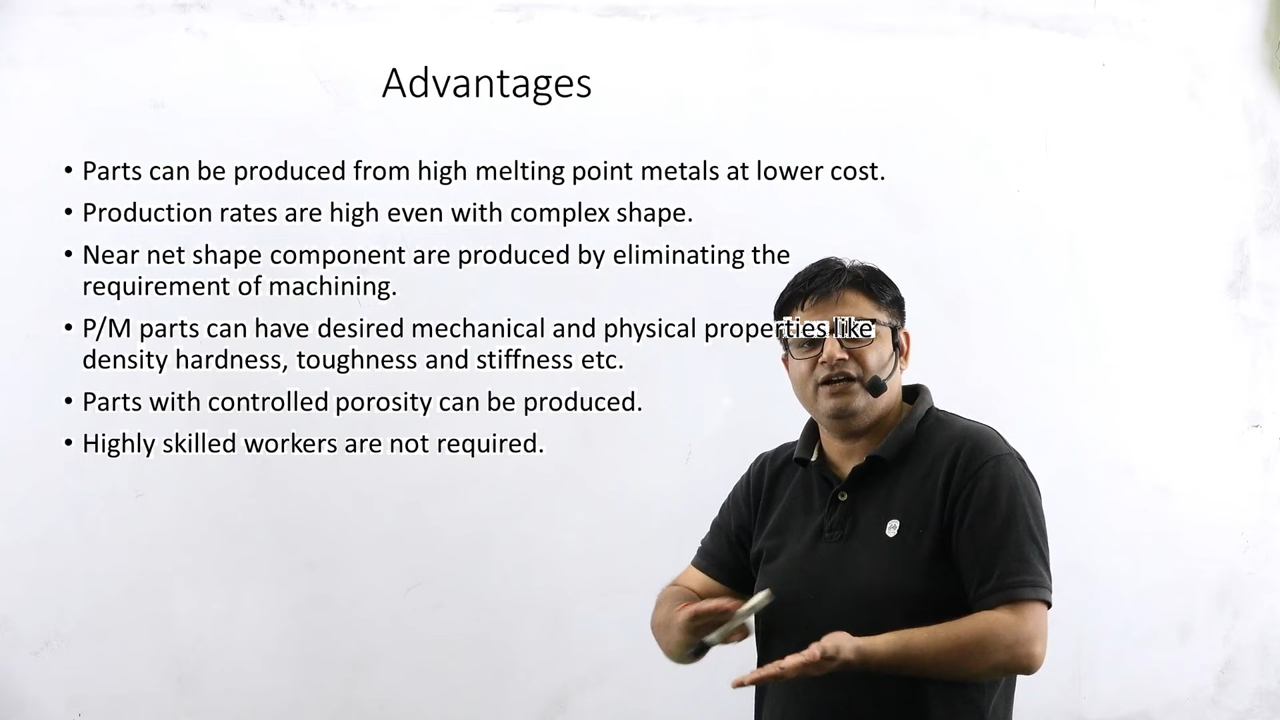 Advantages
• Parts can be produced from high melting point metals at lower cost.
• Production rates are high even with complex shape.
• Near net shape component are produced by eliminating the
requirement of machining.
• P/M parts can have desired mechanical and physical properties like
density hardness, toughness and stiffness etc.
• Parts with controlled porosity can be produced.
• Highly skilled workers are not required.